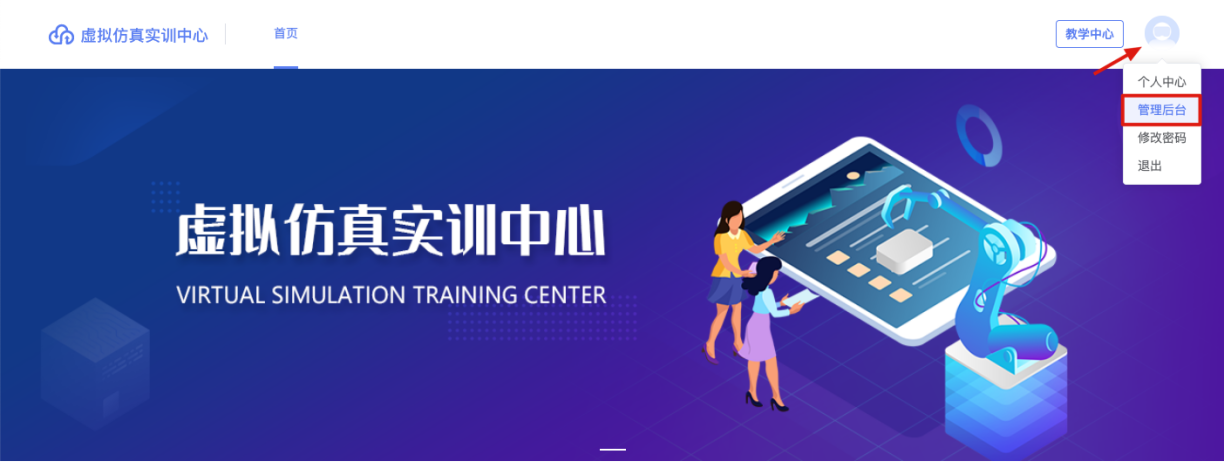 虚拟仿真实训中心
首页
教学中心
个人中心
管理后台
修改密码
退出
虚拟仿真实训中心
VIRTUAL SIMULATION TRAINING CENTER